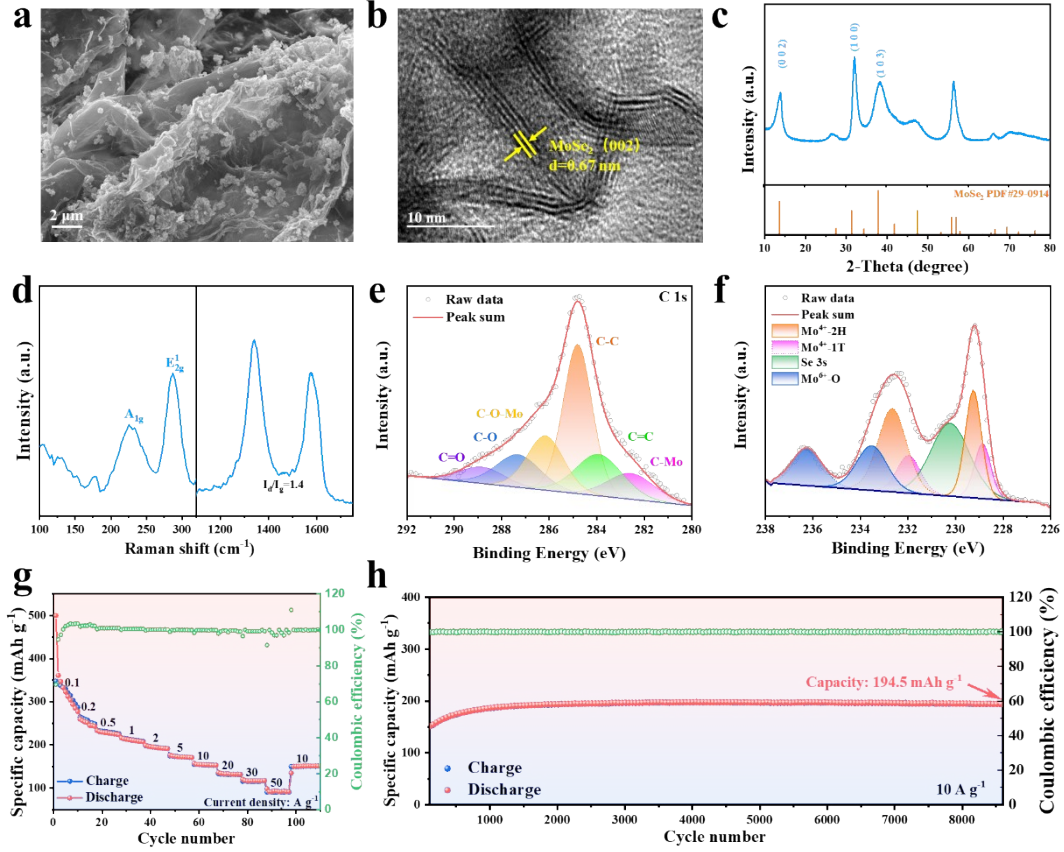 a
2 μm
b
MoSe₂ (002)
d=0.67 nm
10 nm
c
Intensity (a.u.)
(0 0 2)
(1 0 0)
(1 0 3)
MoSe₂ PDF#29-0914
10 20 30 40 50 60 70 80
2-Theta (degree)
d
Intensity (a.u.)
A₁g
E¹₂g
I_d/I_g=1.4
100 150 200 250 300 1200 1400 1600
Raman shift (cm⁻¹)
e
Intensity (a.u.)
Raw data
Peak sum
C 1s
C-C
C-O-Mo
C-O
C=O
C=C
C-Mo
292 290 288 286 284 282 280
Binding Energy (eV)
f
Intensity (a.u.)
Raw data
Peak sum
Mo⁴⁺-2H
Mo⁴⁺-1T
Se 3s
Mo⁶⁺-O
238 236 234 232 230 228 226
Binding Energy (eV)
g
Specific capacity (mAh g⁻¹)
500
400
300
200
100
0.1
0.2
0.5
1
2
5
10
20
30
50
10
Charge
Discharge
Current density: A g⁻¹
0 20 40 60 80 100
Cycle number
120
100
80
60
40
20
0
Coulombic efficiency (%)
h
Specific capacity (mAh g⁻¹)
400
300
200
100
0
Capacity: 194.5 mAh g⁻¹
Charge
Discharge
10 A g⁻¹
1000 2000 3000 4000 5000 6000 7000 8000
Cycle number
120
100
80
60
40
20
0
Coulombic efficiency (%)